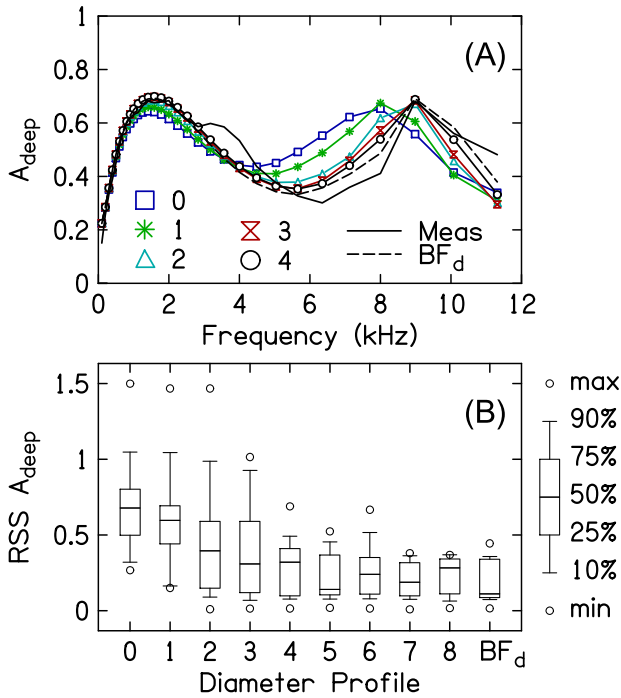 (A)
1
0.8
0.6
0.4
0.2
0
A_deep
0
1
2
3
4
Meas
BF_d
0 2 4 6 8 10 12
Frequency (kHz)
(B)
1.5
1
0.5
0
RSS A_deep
0 1 2 3 4 5 6 7 8 BF_d
Diameter Profile
max
90%
75%
50%
25%
10%
min